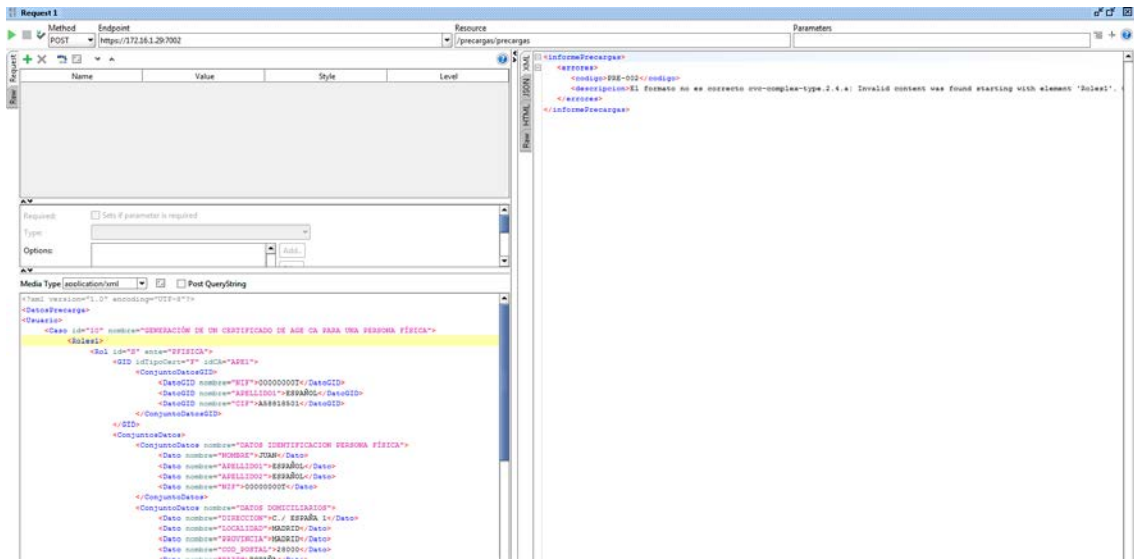 Request 1
Method
Endpoint
Resource
Parameters
POST
https://172.16.1.29:7002
/precargas/precargas
Request
Raw
Name
Value
Style
Level
Required:
Sets if parameter is required
Type:
Options:
Add..
Media Type application/xml
Post QueryString
<?xml version="1.0" encoding="UTF-8"?>
<DatosPrecarga>
<Usuario>
<Caso id="10" nombre="GENERACIÓN DE UN CERTIFICADO DE AGE CA PARA UNA PERSONA FÍSICA">
<Roles1>
<Rol id="S" ente="PFISICA">
<GID idTipoCert="F" idCA="APE1">
<ConjuntoDatosGID>
<DatoGID nombre="NIF">00000000T</DatoGID>
<DatoGID nombre="APELLIDO1">ESPAÑOL</DatoGID>
<DatoGID nombre="CIF">A58818501</DatoGID>
</ConjuntoDatosGID>
</GID>
<ConjuntosDatos>
<ConjuntoDatos nombre="DATOS IDENTIFICACION PERSONA FÍSICA">
<Dato nombre="NOMBRE">JUAN</Dato>
<Dato nombre="APELLIDO1">ESPAÑOL</Dato>
<Dato nombre="APELLIDO2">ESPAÑOL</Dato>
<Dato nombre="NIF">00000000T</Dato>
</ConjuntoDatos>
<ConjuntoDatos nombre="DATOS DOMICILIARIOS">
<Dato nombre="DIRECCION">C./ ESPAÑA 1</Dato>
<Dato nombre="LOCALIDAD">MADRID</Dato>
<Dato nombre="PROVINCIA">MADRID</Dato>
<Dato nombre="COD_POSTAL">28000</Dato>
XML
JSON
HTML
Raw
<informePrecargas>
<errores>
<codigo>PRE-002</codigo>
<descripcion>El formato no es correcto cvc-complex-type.2.4.a: Invalid content was found starting with element 'Roles1'.
</errores>
</informePrecargas>